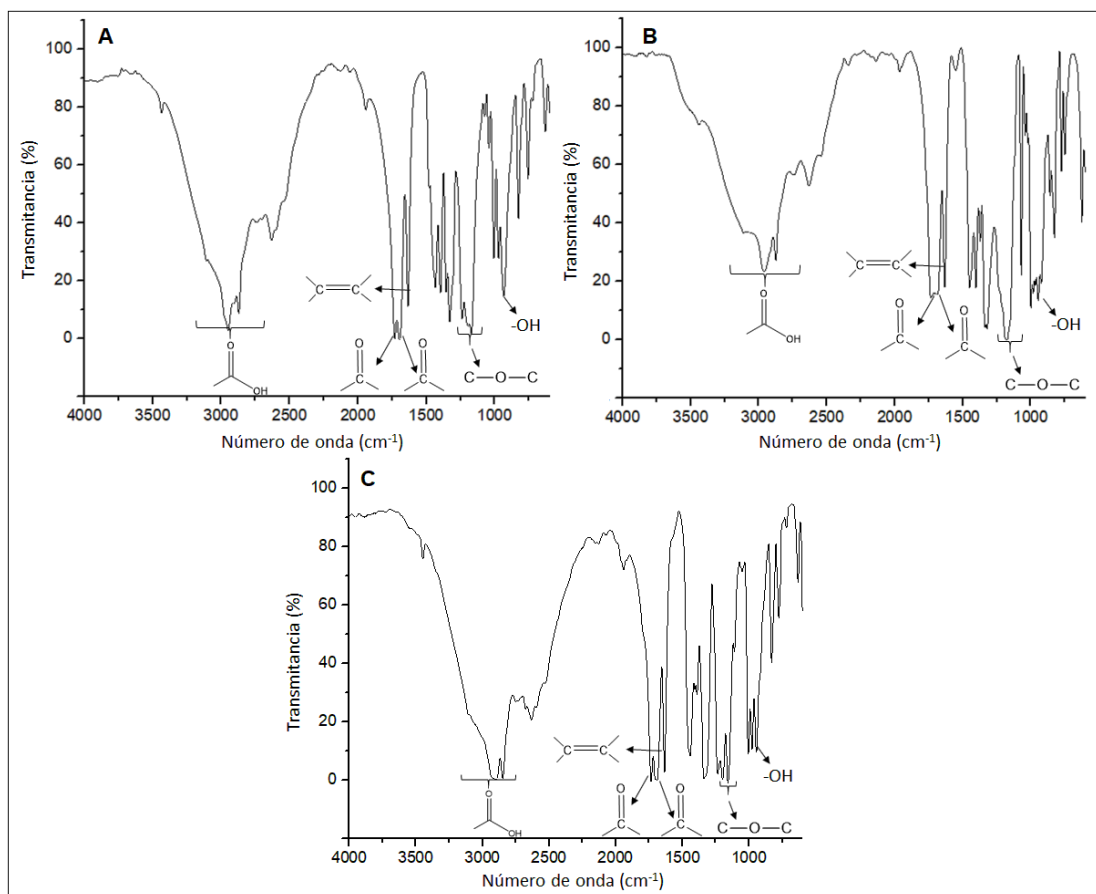 A
100
80
60
40
20
0
Transmitancia (%)
4000 3500 3000 2500 2000 1500 1000
Número de onda (cm⁻¹)
O
OH
O
C
O
C
C—O—C
-OH
B
100
80
60
40
20
0
Transmitancia (%)
4000 3500 3000 2500 2000 1500 1000
Número de onda (cm⁻¹)
C C
O
OH
O
C
O
C
C—O—C
-OH
C
100
80
60
40
20
0
Transmitancia (%)
4000 3500 3000 2500 2000 1500 1000
Número de onda (cm⁻¹)
C C
O
OH
O
C
O
C
C—O—C
-OH
C C